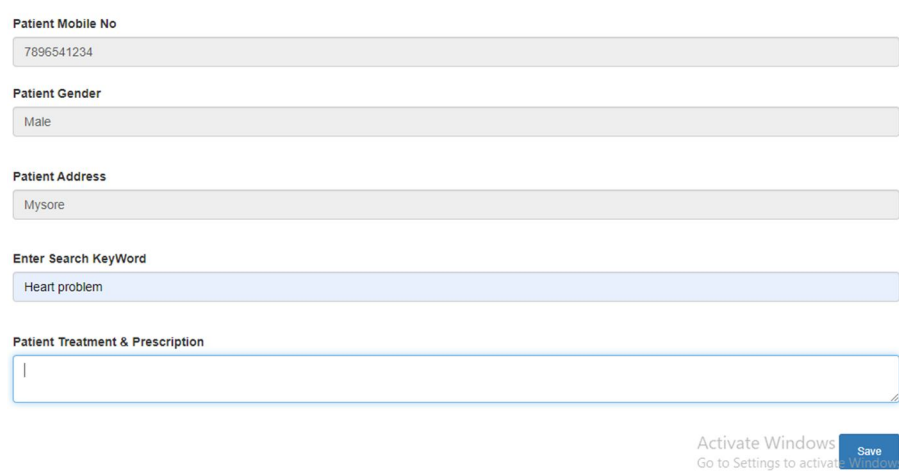 Patient Mobile No
7896541234
Patient Gender
Male
Patient Address
Mysore
Enter Search KeyWord
Heart problem
Patient Treatment & Prescription
Activate Windows
Save
Go to Settings to activate Windows